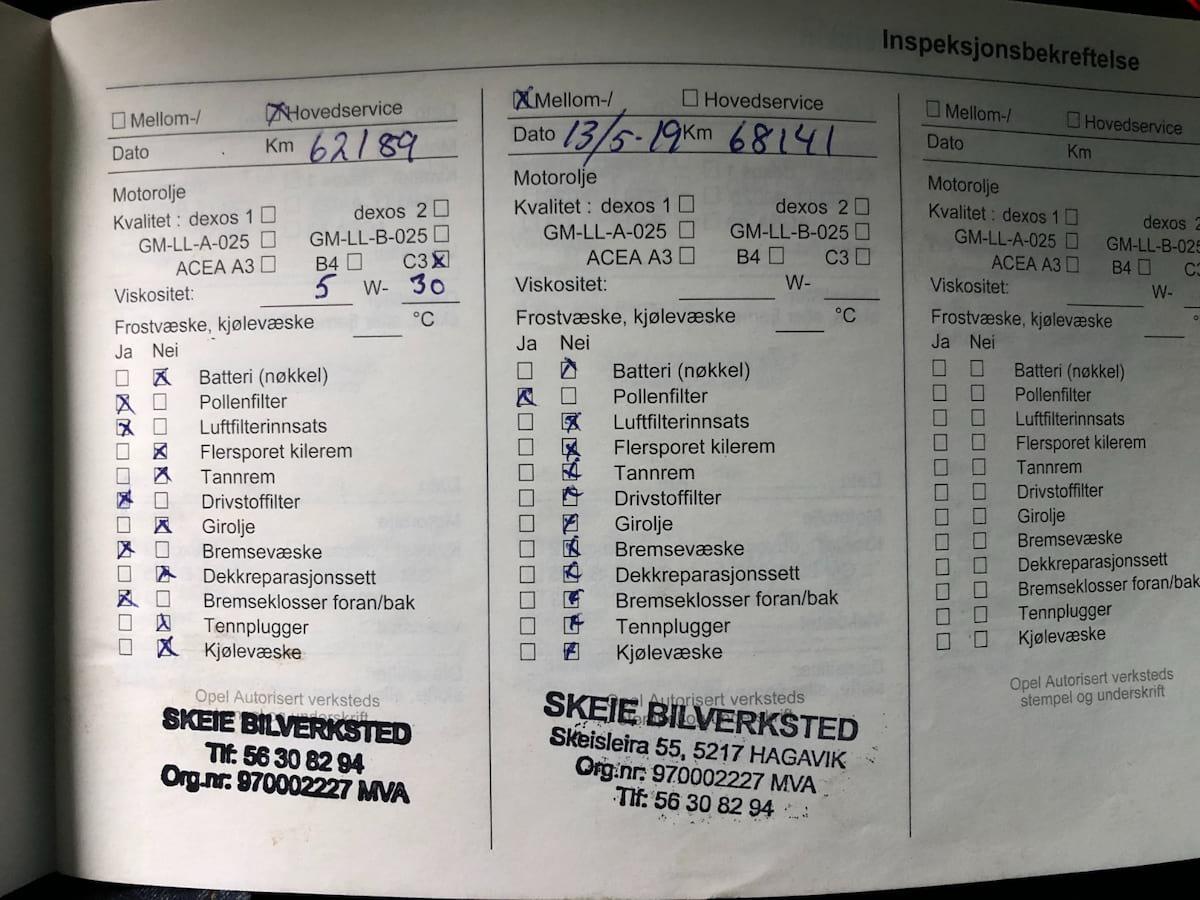 Inspeksjonsbekreftelse
☐ Mellom-/ ☒ Hovedservice
Dato Km 62189
Motorolje
Kvalitet : dexos 1 ☐ dexos 2 ☐
GM-LL-A-025 ☐ GM-LL-B-025 ☐
ACEA A3 ☐ B4 ☐ C3 ☒
Viskositet: 5 W- 30
Frostvæske, kjølevæske °C
Ja Nei
☐ ☒ Batteri (nøkkel)
☒ ☐ Pollenfilter
☒ ☐ Luftfilterinnsats
☐ ☒ Flersporet kilerem
☐ ☒ Tannrem
☒ ☐ Drivstoffilter
☐ ☒ Girolje
☒ ☐ Bremsevæske
☐ ☒ Dekkreparasjonssett
☒ ☐ Bremseklosser foran/bak
☐ ☒ Tennplugger
☐ ☒ Kjølevæske
Opel Autorisert verksteds
SKEIE BILVERKSTED
Tlf: 56 30 82 94
Org.nr: 970002227 MVA
☒ Mellom-/ ☐ Hovedservice
Dato 13/5-19 Km 68141
Motorolje
Kvalitet : dexos 1 ☐ dexos 2 ☐
GM-LL-A-025 ☐ GM-LL-B-025 ☐
ACEA A3 ☐ B4 ☐ C3 ☐
Viskositet: W-
Frostvæske, kjølevæske °C
Ja Nei
☐ ☒ Batteri (nøkkel)
☒ ☐ Pollenfilter
☐ ☒ Luftfilterinnsats
☐ ☒ Flersporet kilerem
☐ ☒ Tannrem
☐ ☒ Drivstoffilter
☐ ☒ Girolje
☐ ☒ Bremsevæske
☐ ☒ Dekkreparasjonssett
☐ ☒ Bremseklosser foran/bak
☐ ☒ Tennplugger
☐ ☒ Kjølevæske
Opel Autorisert verksteds
SKEIE BILVERKSTED
Skeisleira 55, 5217 HAGAVIK
Org.nr: 970002227 MVA
Tlf: 56 30 82 94
☐ Mellom-/ ☐ Hovedservice
Dato Km
Motorolje
Kvalitet : dexos 1 ☐ dexos 2
GM-LL-A-025 ☐ GM-LL-B-025
ACEA A3 ☐ B4 ☐ C3
Viskositet: W-
Frostvæske, kjølevæske °
Ja Nei
☐ ☐ Batteri (nøkkel)
☐ ☐ Pollenfilter
☐ ☐ Luftfilterinnsats
☐ ☐ Flersporet kilerem
☐ ☐ Tannrem
☐ ☐ Drivstoffilter
☐ ☐ Girolje
☐ ☐ Bremsevæske
☐ ☐ Dekkreparasjonssett
☐ ☐ Bremseklosser foran/bak
☐ ☐ Tennplugger
☐ ☐ Kjølevæske
Opel Autorisert verksteds
stempel og underskrift